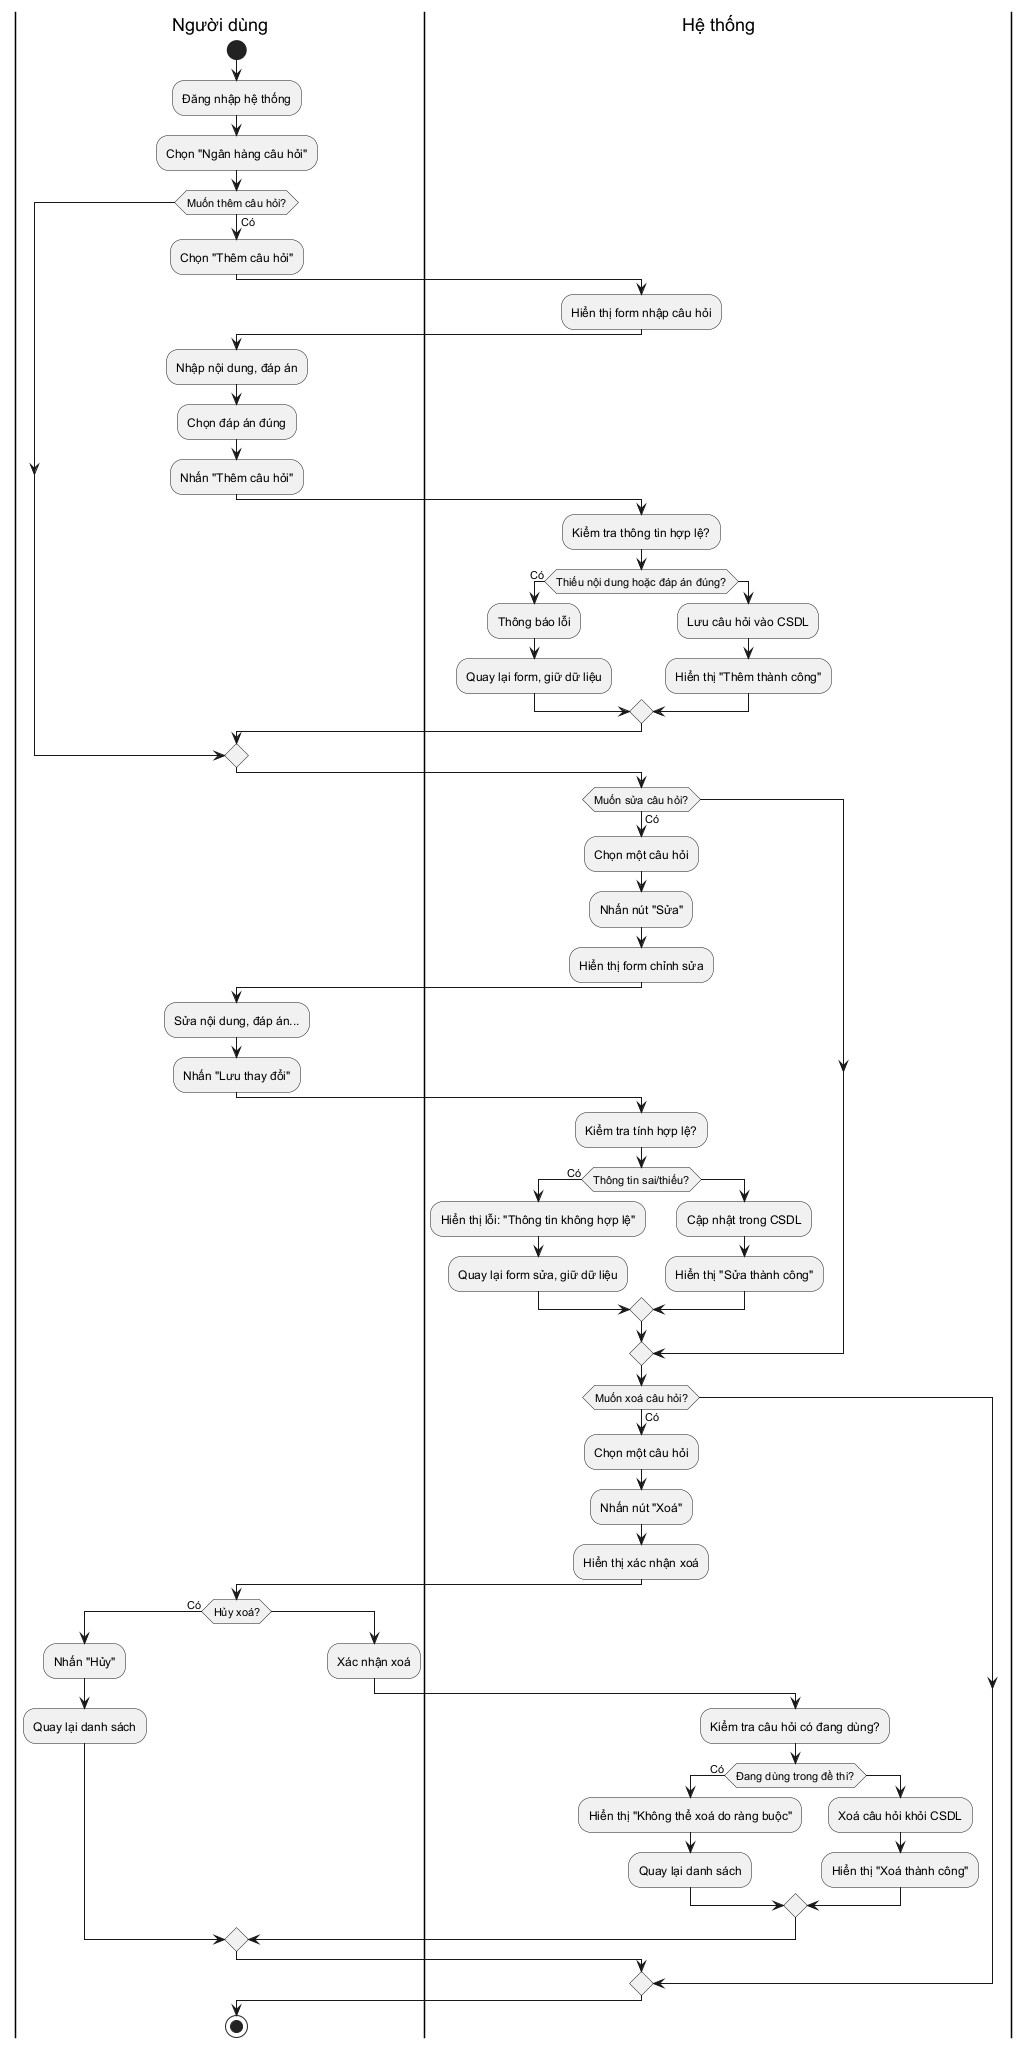 Người dùng
Hệ thống
Đăng nhập hệ thống
Chọn "Ngân hàng câu hỏi"
Muốn thêm câu hỏi?
Có
Chọn "Thêm câu hỏi"
Hiển thị form nhập câu hỏi
Nhập nội dung, đáp án
Chọn đáp án đúng
Nhấn "Thêm câu hỏi"
Kiểm tra thông tin hợp lệ?
Có
Thiếu nội dung hoặc đáp án đúng?
Thông báo lỗi
Lưu câu hỏi vào CSDL
Quay lại form, giữ dữ liệu
Hiển thị "Thêm thành công"
Muốn sửa câu hỏi?
Có
Chọn một câu hỏi
Nhấn nút "Sửa"
Hiển thị form chỉnh sửa
Sửa nội dung, đáp án...
Nhấn "Lưu thay đổi"
Kiểm tra tính hợp lệ?
Có
Thông tin sai/thiếu?
Hiển thị lỗi: "Thông tin không hợp lệ"
Cập nhật trong CSDL
Quay lại form sửa, giữ dữ liệu
Hiển thị "Sửa thành công"
Muốn xoá câu hỏi?
Có
Chọn một câu hỏi
Nhấn nút "Xoá"
Hiển thị xác nhận xoá
Có
Hủy xoá?
Nhấn "Hủy"
Xác nhận xoá
Quay lại danh sách
Kiểm tra câu hỏi có đang dùng?
Có
Đang dùng trong đề thi?
Hiển thị "Không thể xoá do ràng buộc"
Xoá câu hỏi khỏi CSDL
Quay lại danh sách
Hiển thị "Xoá thành công"